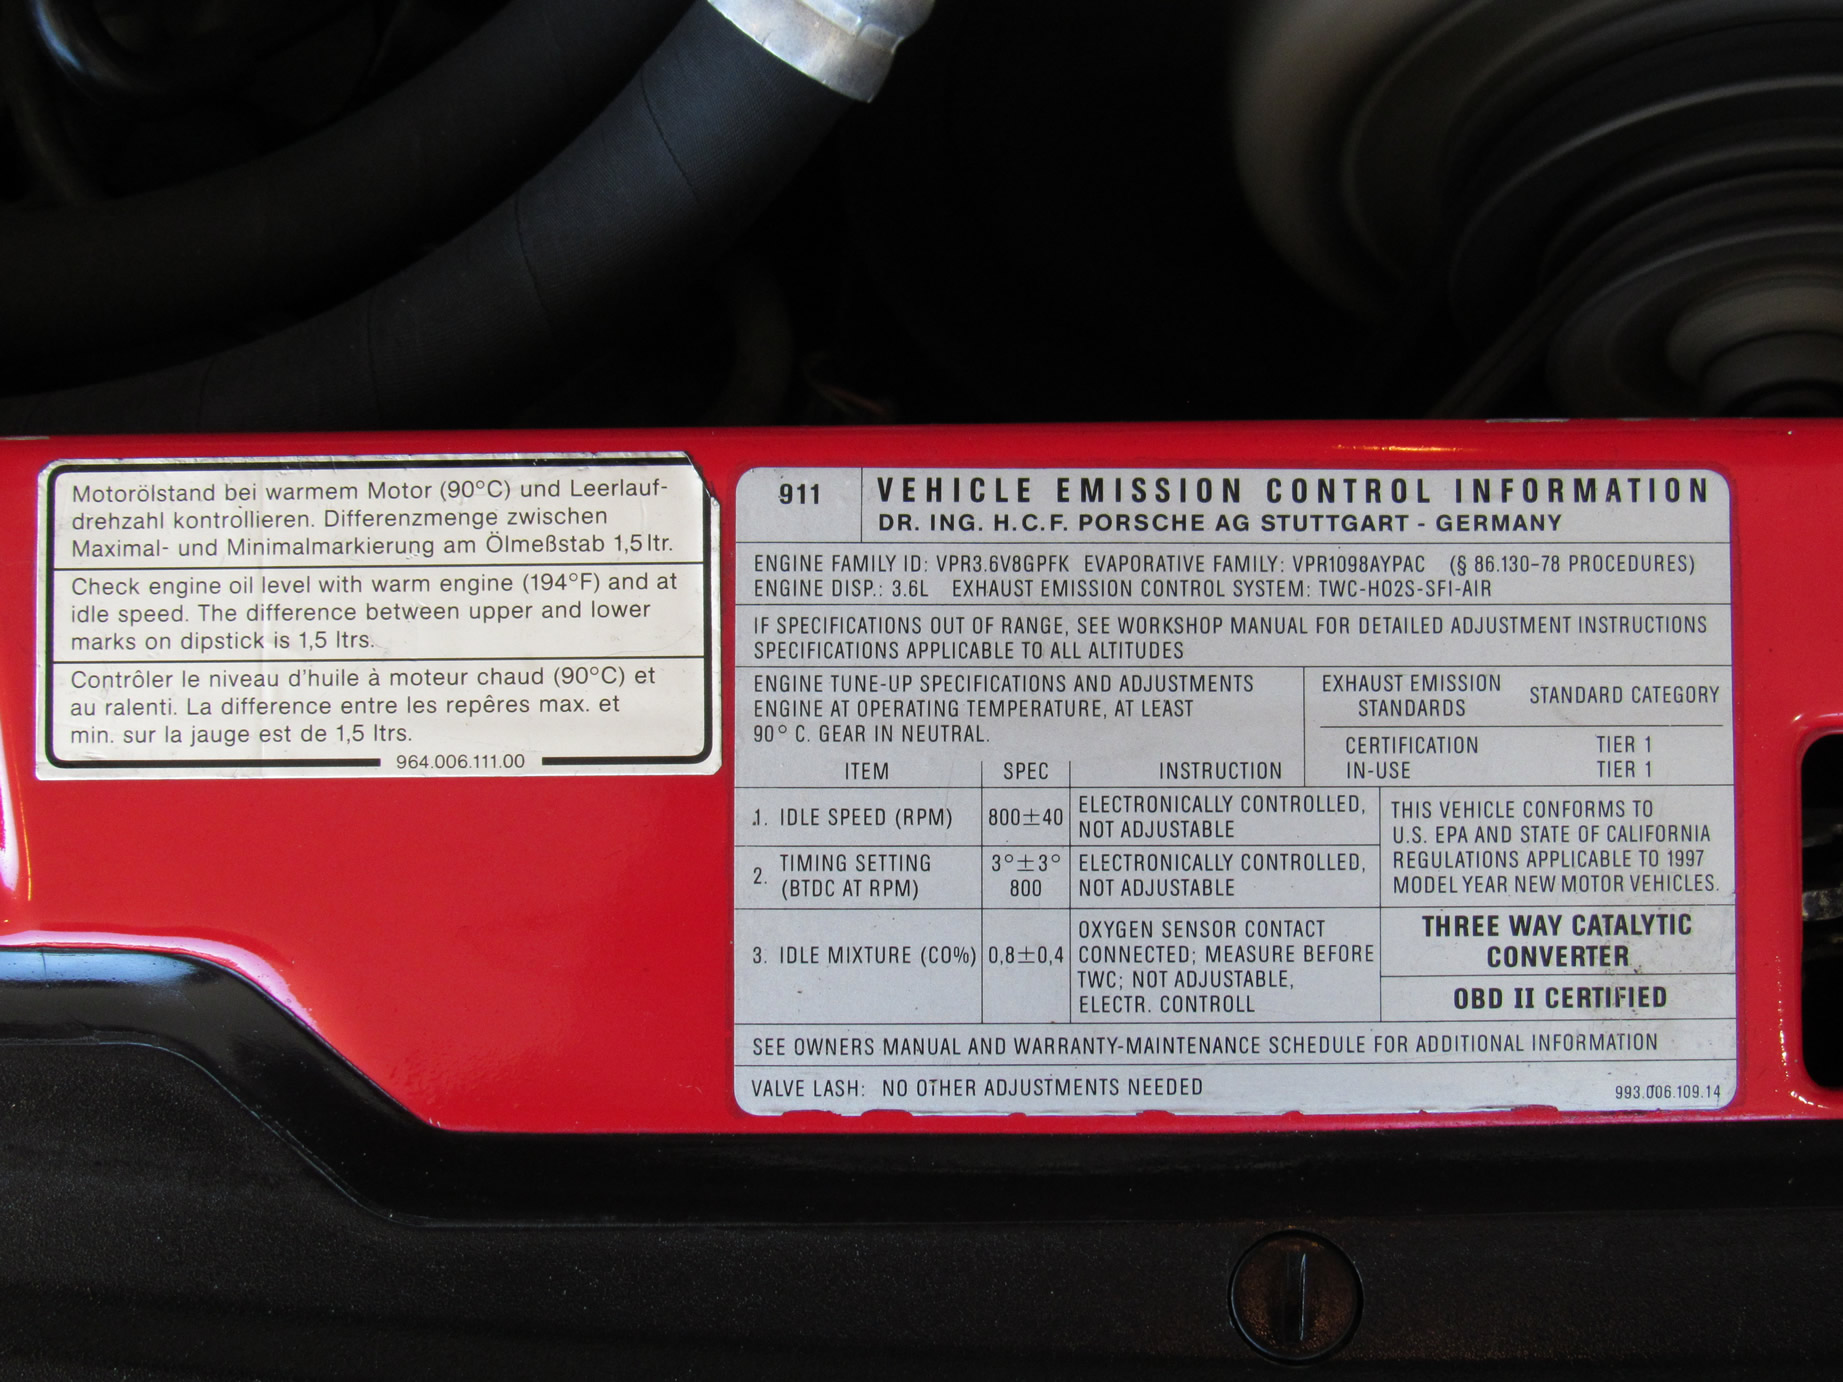 Motorölstand bei warmem Motor (90°C) und Leerlauf-
drehzahl kontrollieren. Differenzmenge zwischen
Maximal- und Minimalmarkierung am Ölmeßstab 1,5 ltr.
Check engine oil level with warm engine (194°F) and at
idle speed. The difference between upper and lower
marks on dipstick is 1,5 ltrs.
Contrôler le niveau d'huile à moteur chaud (90°C) et
au ralenti. La difference entre les repêres max. et
min. sur la jauge est de 1,5 ltrs.
964.006.111.00
911
VEHICLE EMISSION CONTROL INFORMATION
DR. ING. H.C.F. PORSCHE AG STUTTGART - GERMANY
ENGINE FAMILY ID: VPR3.6V8GPFK EVAPORATIVE FAMILY: VPR1098AYPAC (§ 86.130-78 PROCEDURES)
ENGINE DISP.: 3.6L EXHAUST EMISSION CONTROL SYSTEM: TWC-HO2S-SFI-AIR
IF SPECIFICATIONS OUT OF RANGE, SEE WORKSHOP MANUAL FOR DETAILED ADJUSTMENT INSTRUCTIONS
SPECIFICATIONS APPLICABLE TO ALL ALTITUDES
ENGINE TUNE-UP SPECIFICATIONS AND ADJUSTMENTS
ENGINE AT OPERATING TEMPERATURE, AT LEAST
90° C. GEAR IN NEUTRAL.
EXHAUST EMISSION
STANDARDS
STANDARD CATEGORY
CERTIFICATION TIER 1
IN-USE TIER 1
ITEM SPEC INSTRUCTION
1. IDLE SPEED (RPM)
800±40
ELECTRONICALLY CONTROLLED,
NOT ADJUSTABLE
2. TIMING SETTING
(BTDC AT RPM)
3°±3°
800
ELECTRONICALLY CONTROLLED,
NOT ADJUSTABLE
3. IDLE MIXTURE (CO%)
0,8±0,4
OXYGEN SENSOR CONTACT
CONNECTED; MEASURE BEFORE
TWC; NOT ADJUSTABLE,
ELECTR. CONTROLL
THIS VEHICLE CONFORMS TO
U.S. EPA AND STATE OF CALIFORNIA
REGULATIONS APPLICABLE TO 1997
MODEL YEAR NEW MOTOR VEHICLES.
THREE WAY CATALYTIC
CONVERTER
OBD II CERTIFIED
SEE OWNERS MANUAL AND WARRANTY-MAINTENANCE SCHEDULE FOR ADDITIONAL INFORMATION
VALVE LASH: NO OTHER ADJUSTMENTS NEEDED
993.006.109.14